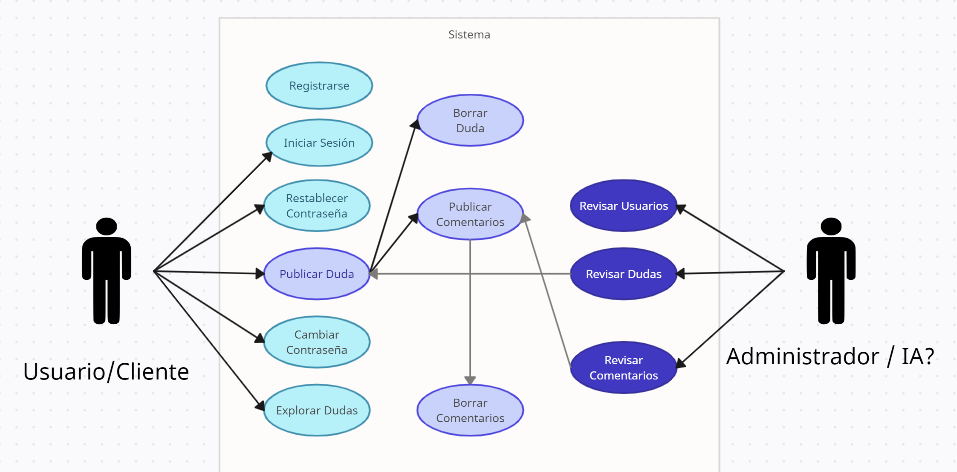 Sistema
Registrarse
Iniciar Sesión
Restablecer
Contraseña
Publicar Duda
Cambiar
Contraseña
Explorar Dudas
Borrar
Duda
Publicar
Comentarios
Borrar
Comentarios
Revisar Usuarios
Revisar Dudas
Revisar
Comentarios
Usuario/Cliente
Administrador / IA?